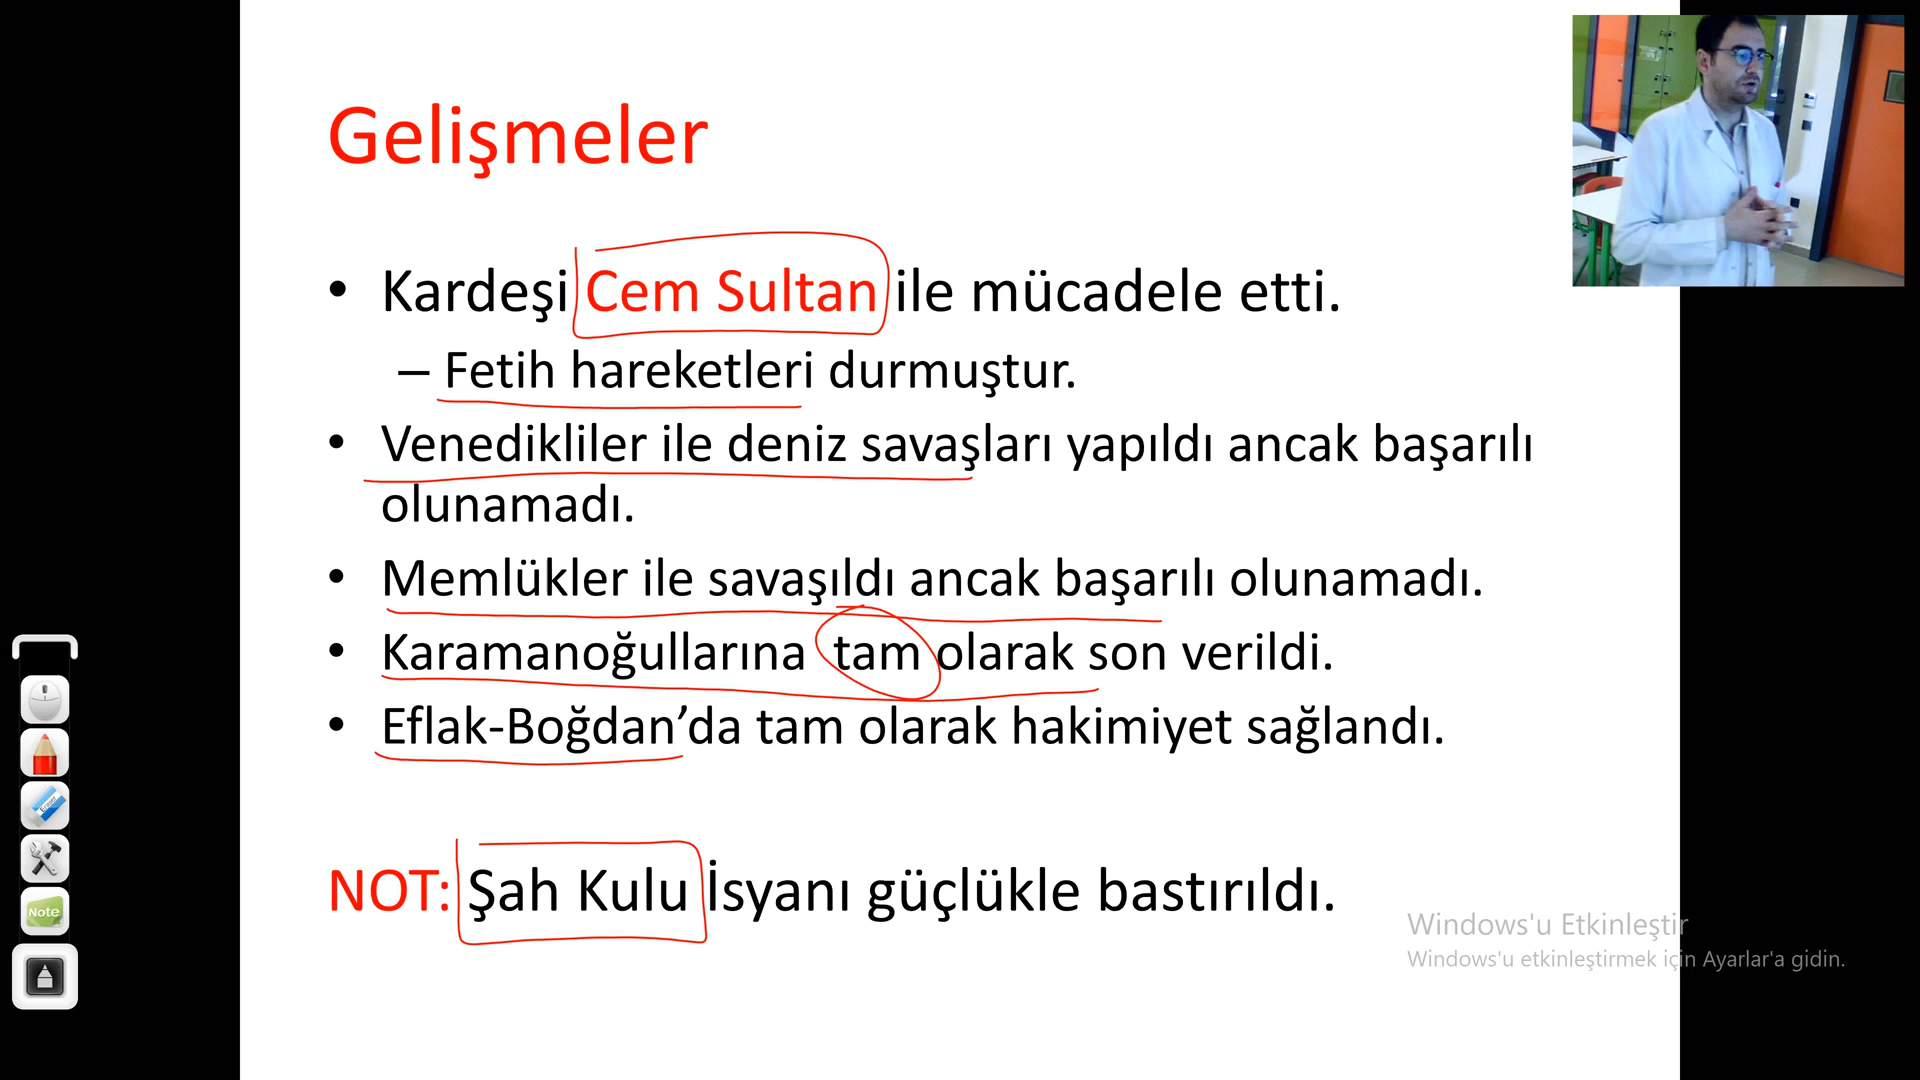 Gelişmeler
• Kardeşi Cem Sultan ile mücadele etti.
– Fetih hareketleri durmuştur.
• Venedikliler ile deniz savaşları yapıldı ancak başarılı
olunamadı.
• Memlükler ile savaşıldı ancak başarılı olunamadı.
• Karamanoğullarına tam olarak son verildi.
• Eflak-Boğdan’da tam olarak hakimiyet sağlandı.
NOT: Şah Kulu İsyanı güçlükle bastırıldı.
Note
Windows'u Etkinleştir
Windows'u etkinleştirmek için Ayarlar'a gidin.